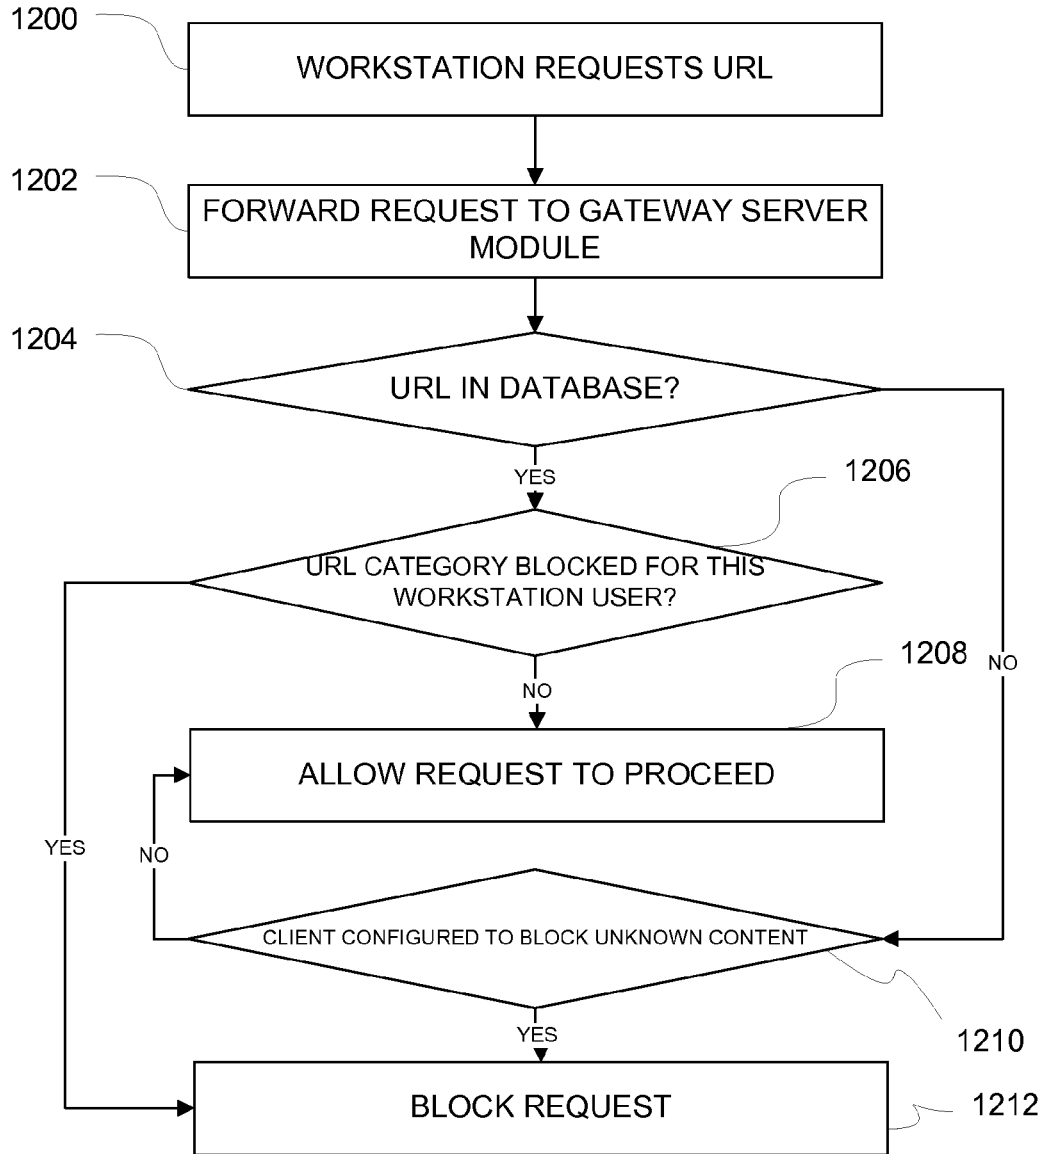 1200
WORKSTATION REQUESTS URL
1202
FORWARD REQUEST TO GATEWAY SERVER
MODULE
1204
URL IN DATABASE?
YES
1206
URL CATEGORY BLOCKED FOR THIS
WORKSTATION USER?
1208
NO
NO
ALLOW REQUEST TO PROCEED
YES
NO
CLIENT CONFIGURED TO BLOCK UNKNOWN CONTENT
YES
1210
BLOCK REQUEST
1212